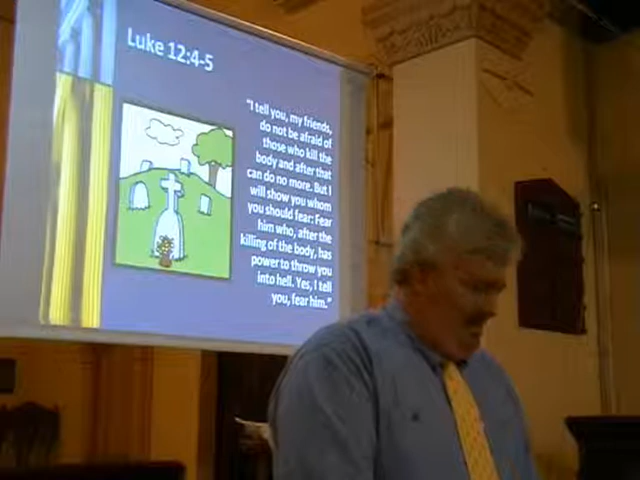 Luke 12:4-5
"I tell you, my friends,
do not be afraid of
those who kill the
body and after that
can do no more. But I
will show you whom
you should fear: Fear
him who, after the
killing of the body, has
power to throw you
into hell. Yes, I tell
you, fear him."